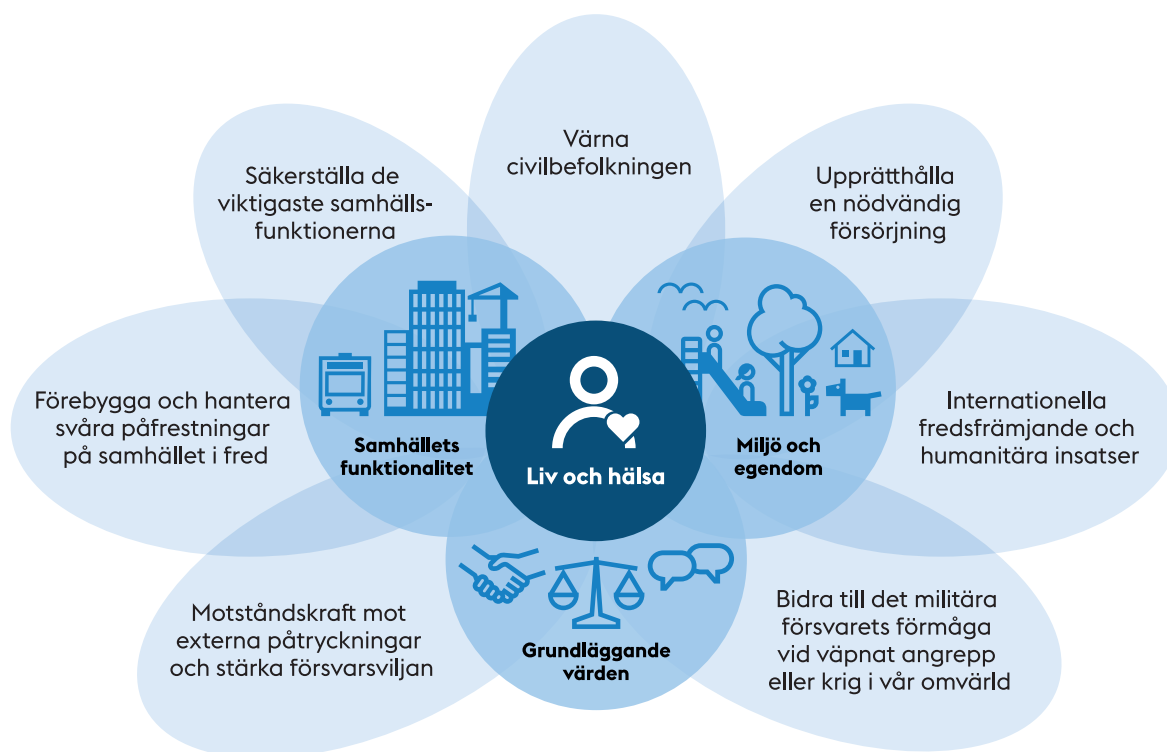 Värna
civilbefolkningen
Säkerställa de
viktigaste samhälls-
funktionerna
Upprätthålla
en nödvändig
försörjning
Förebygga och hantera
svåra påfrestningar
på samhället i fred
Samhällets
funktionalitet
Liv och hälsa
Miljö och
egendom
Internationella
fredsfrämjande och
humanitära insatser
Motståndskraft mot
externa påtryckningar
och stärka försvarsviljan
Grundläggande
värden
Bidra till det militära
försvarets förmåga
vid väpnat angrepp
eller krig i vår omvärld